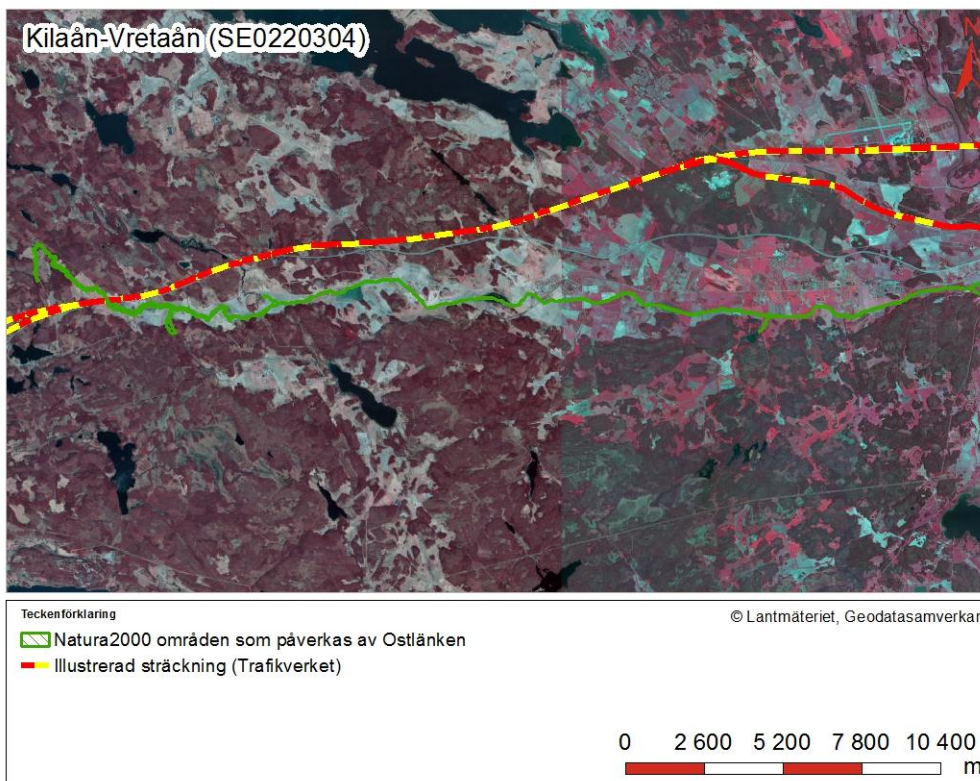 Kilaån-Vretaån (SE0220304)
Teckenförklaring
© Lantmäteriet, Geodatasamverkan
Natura2000 områden som påverkas av Ostlänken
Illustrerad sträckning (Trafikverket)
0 2 600 5 200 7 800 10 400
m